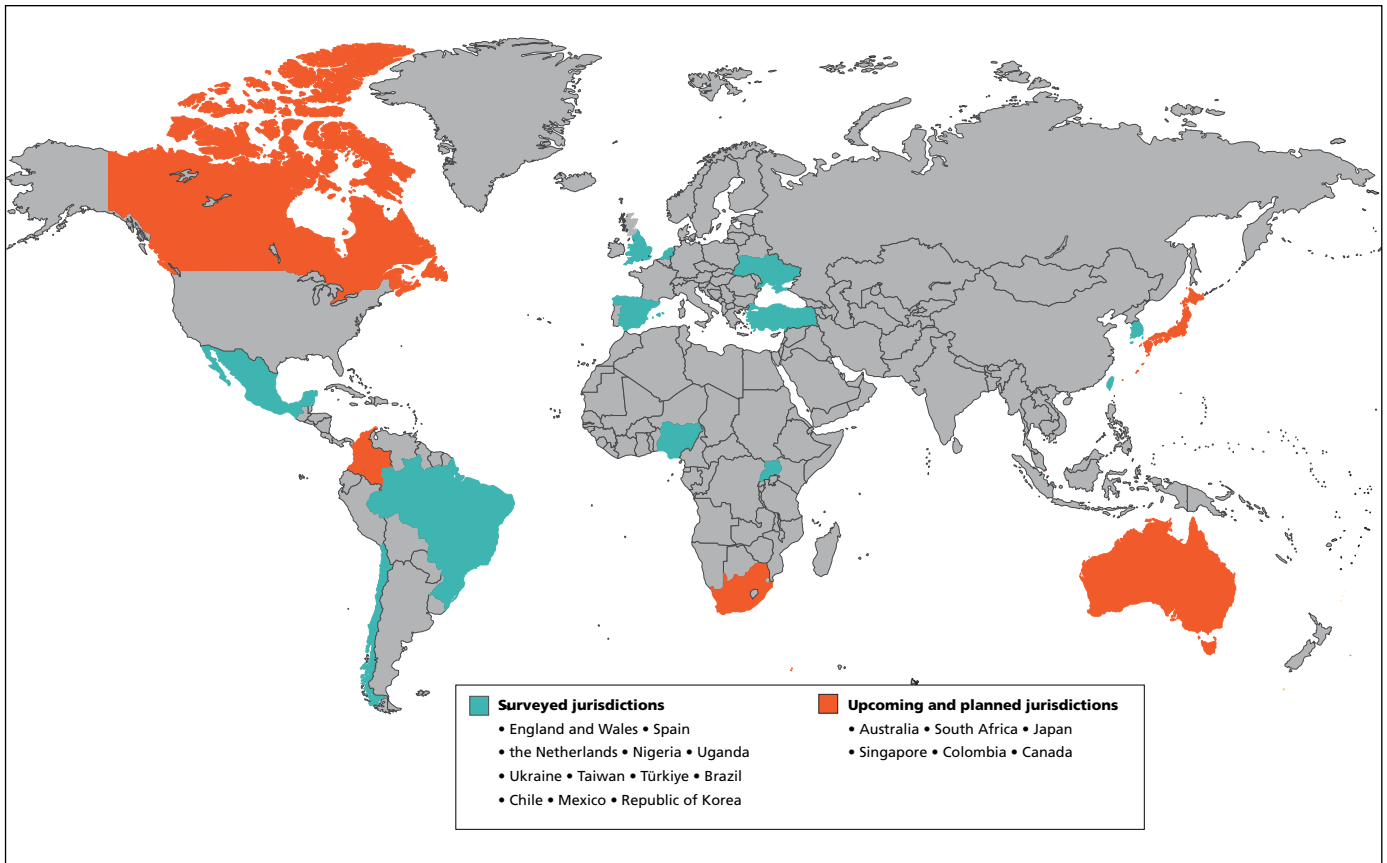 Surveyed jurisdictions
• England and Wales • Spain
• the Netherlands • Nigeria • Uganda
• Ukraine • Taiwan • Türkiye • Brazil
• Chile • Mexico • Republic of Korea
Upcoming and planned jurisdictions
• Australia • South Africa • Japan
• Singapore • Colombia • Canada